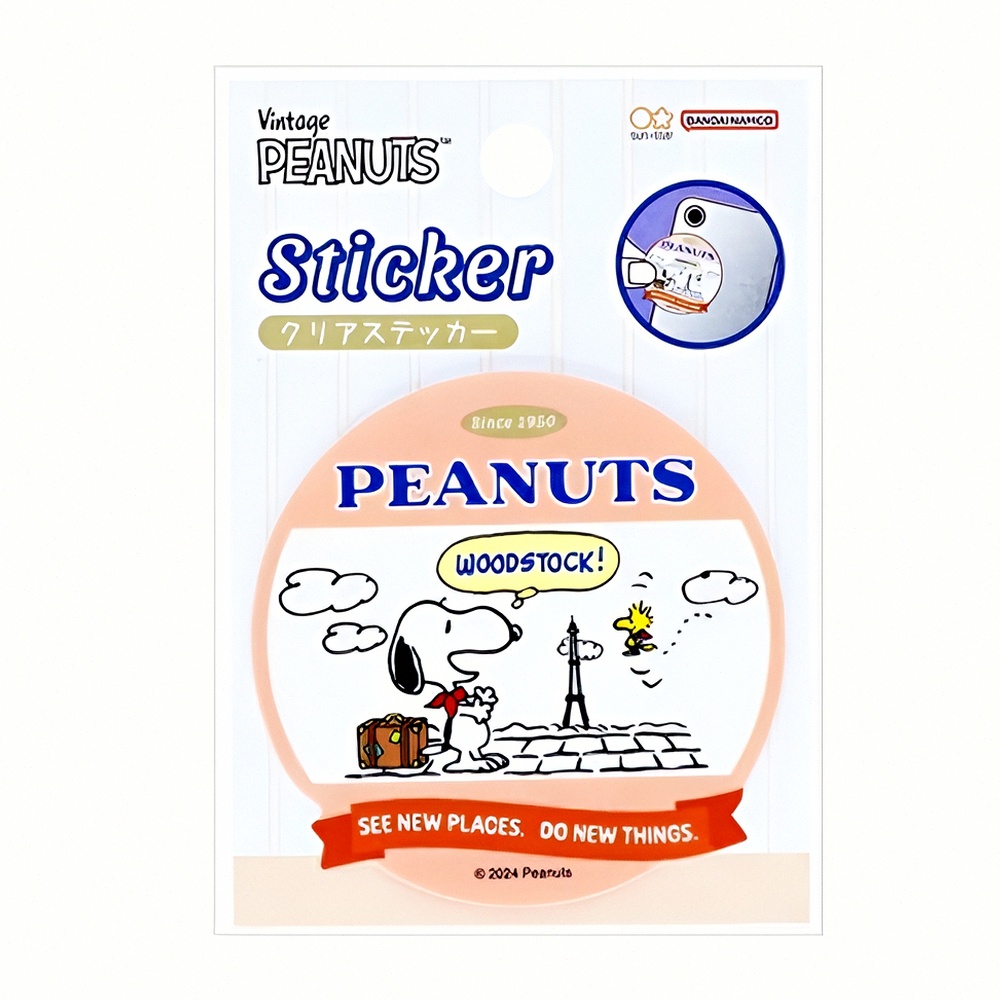 Vintage
PEANUTS
BANDAI NAMCO
Sticker
クリアステッカー
PEANUTS
Since 1950
PEANUTS
WOODSTOCK!
SEE NEW PLACES. DO NEW THINGS.
© 2024 Peanuts